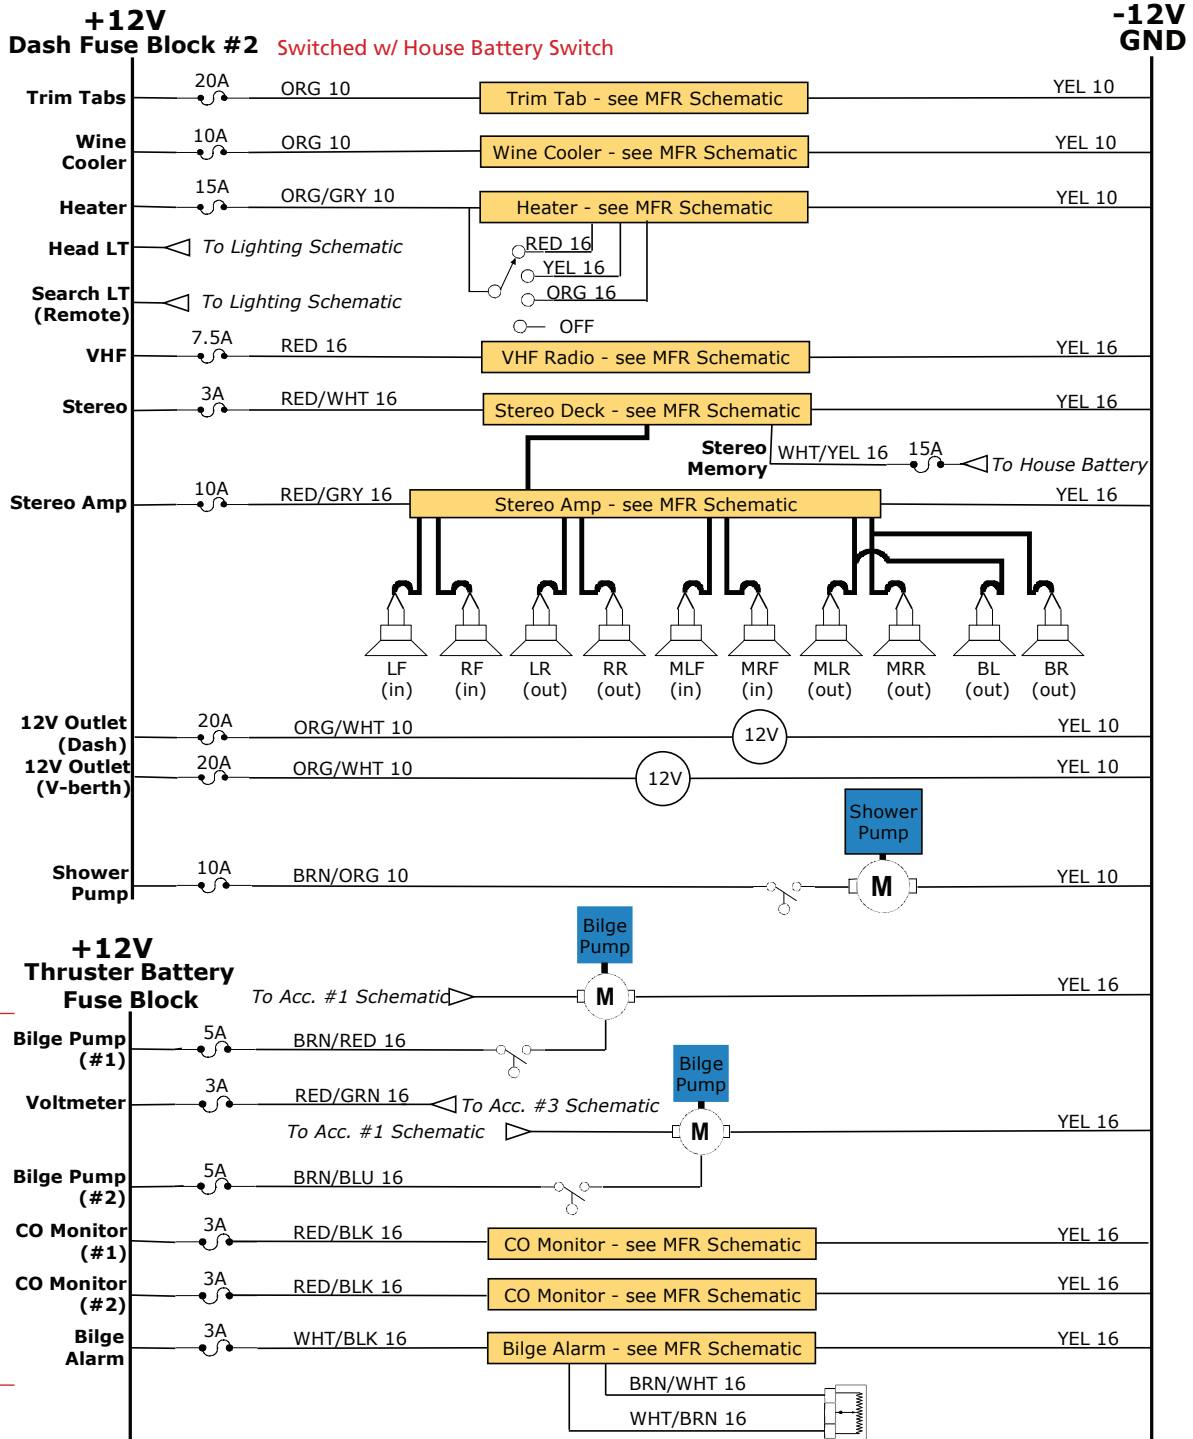 +12V
Dash Fuse Block #2
Switched w/ House Battery Switch
-12V
GND
Trim Tabs
20A
ORG 10
Trim Tab - see MFR Schematic
YEL 10
Wine
Cooler
10A
ORG 10
Wine Cooler - see MFR Schematic
YEL 10
Heater
15A
ORG/GRY 10
Heater - see MFR Schematic
YEL 10
Head LT
To Lighting Schematic
RED 16
YEL 16
ORG 16
OFF
Search LT
(Remote)
To Lighting Schematic
VHF
7.5A
RED 16
VHF Radio - see MFR Schematic
YEL 16
Stereo
3A
RED/WHT 16
Stereo Deck - see MFR Schematic
YEL 16
Stereo
Memory
WHT/YEL 16
15A
To House Battery
Stereo Amp
10A
RED/GRY 16
Stereo Amp - see MFR Schematic
YEL 16
LF
(in)
RF
(in)
LR
(out)
RR
(out)
MLF
(in)
MRF
(in)
MLR
(out)
MRR
(out)
BL
(out)
BR
(out)
12V Outlet
(Dash)
20A
ORG/WHT 10
12V
YEL 10
12V Outlet
(V-berth)
20A
ORG/WHT 10
12V
YEL 10
Shower
Pump
10A
BRN/ORG 10
Shower
Pump
M
YEL 10
+12V
Thruster Battery
Fuse Block
To Acc. #1 Schematic
Bilge
Pump
M
YEL 16
Bilge Pump
(#1)
5A
BRN/RED 16
Voltmeter
3A
RED/GRN 16
To Acc. #3 Schematic
To Acc. #1 Schematic
Bilge
Pump
M
YEL 16
Bilge Pump
(#2)
5A
BRN/BLU 16
CO Monitor
(#1)
3A
RED/BLK 16
CO Monitor - see MFR Schematic
YEL 16
CO Monitor
(#2)
3A
RED/BLK 16
CO Monitor - see MFR Schematic
YEL 16
Bilge
Alarm
3A
WHT/BLK 16
Bilge Alarm - see MFR Schematic
YEL 16
BRN/WHT 16
WHT/BRN 16